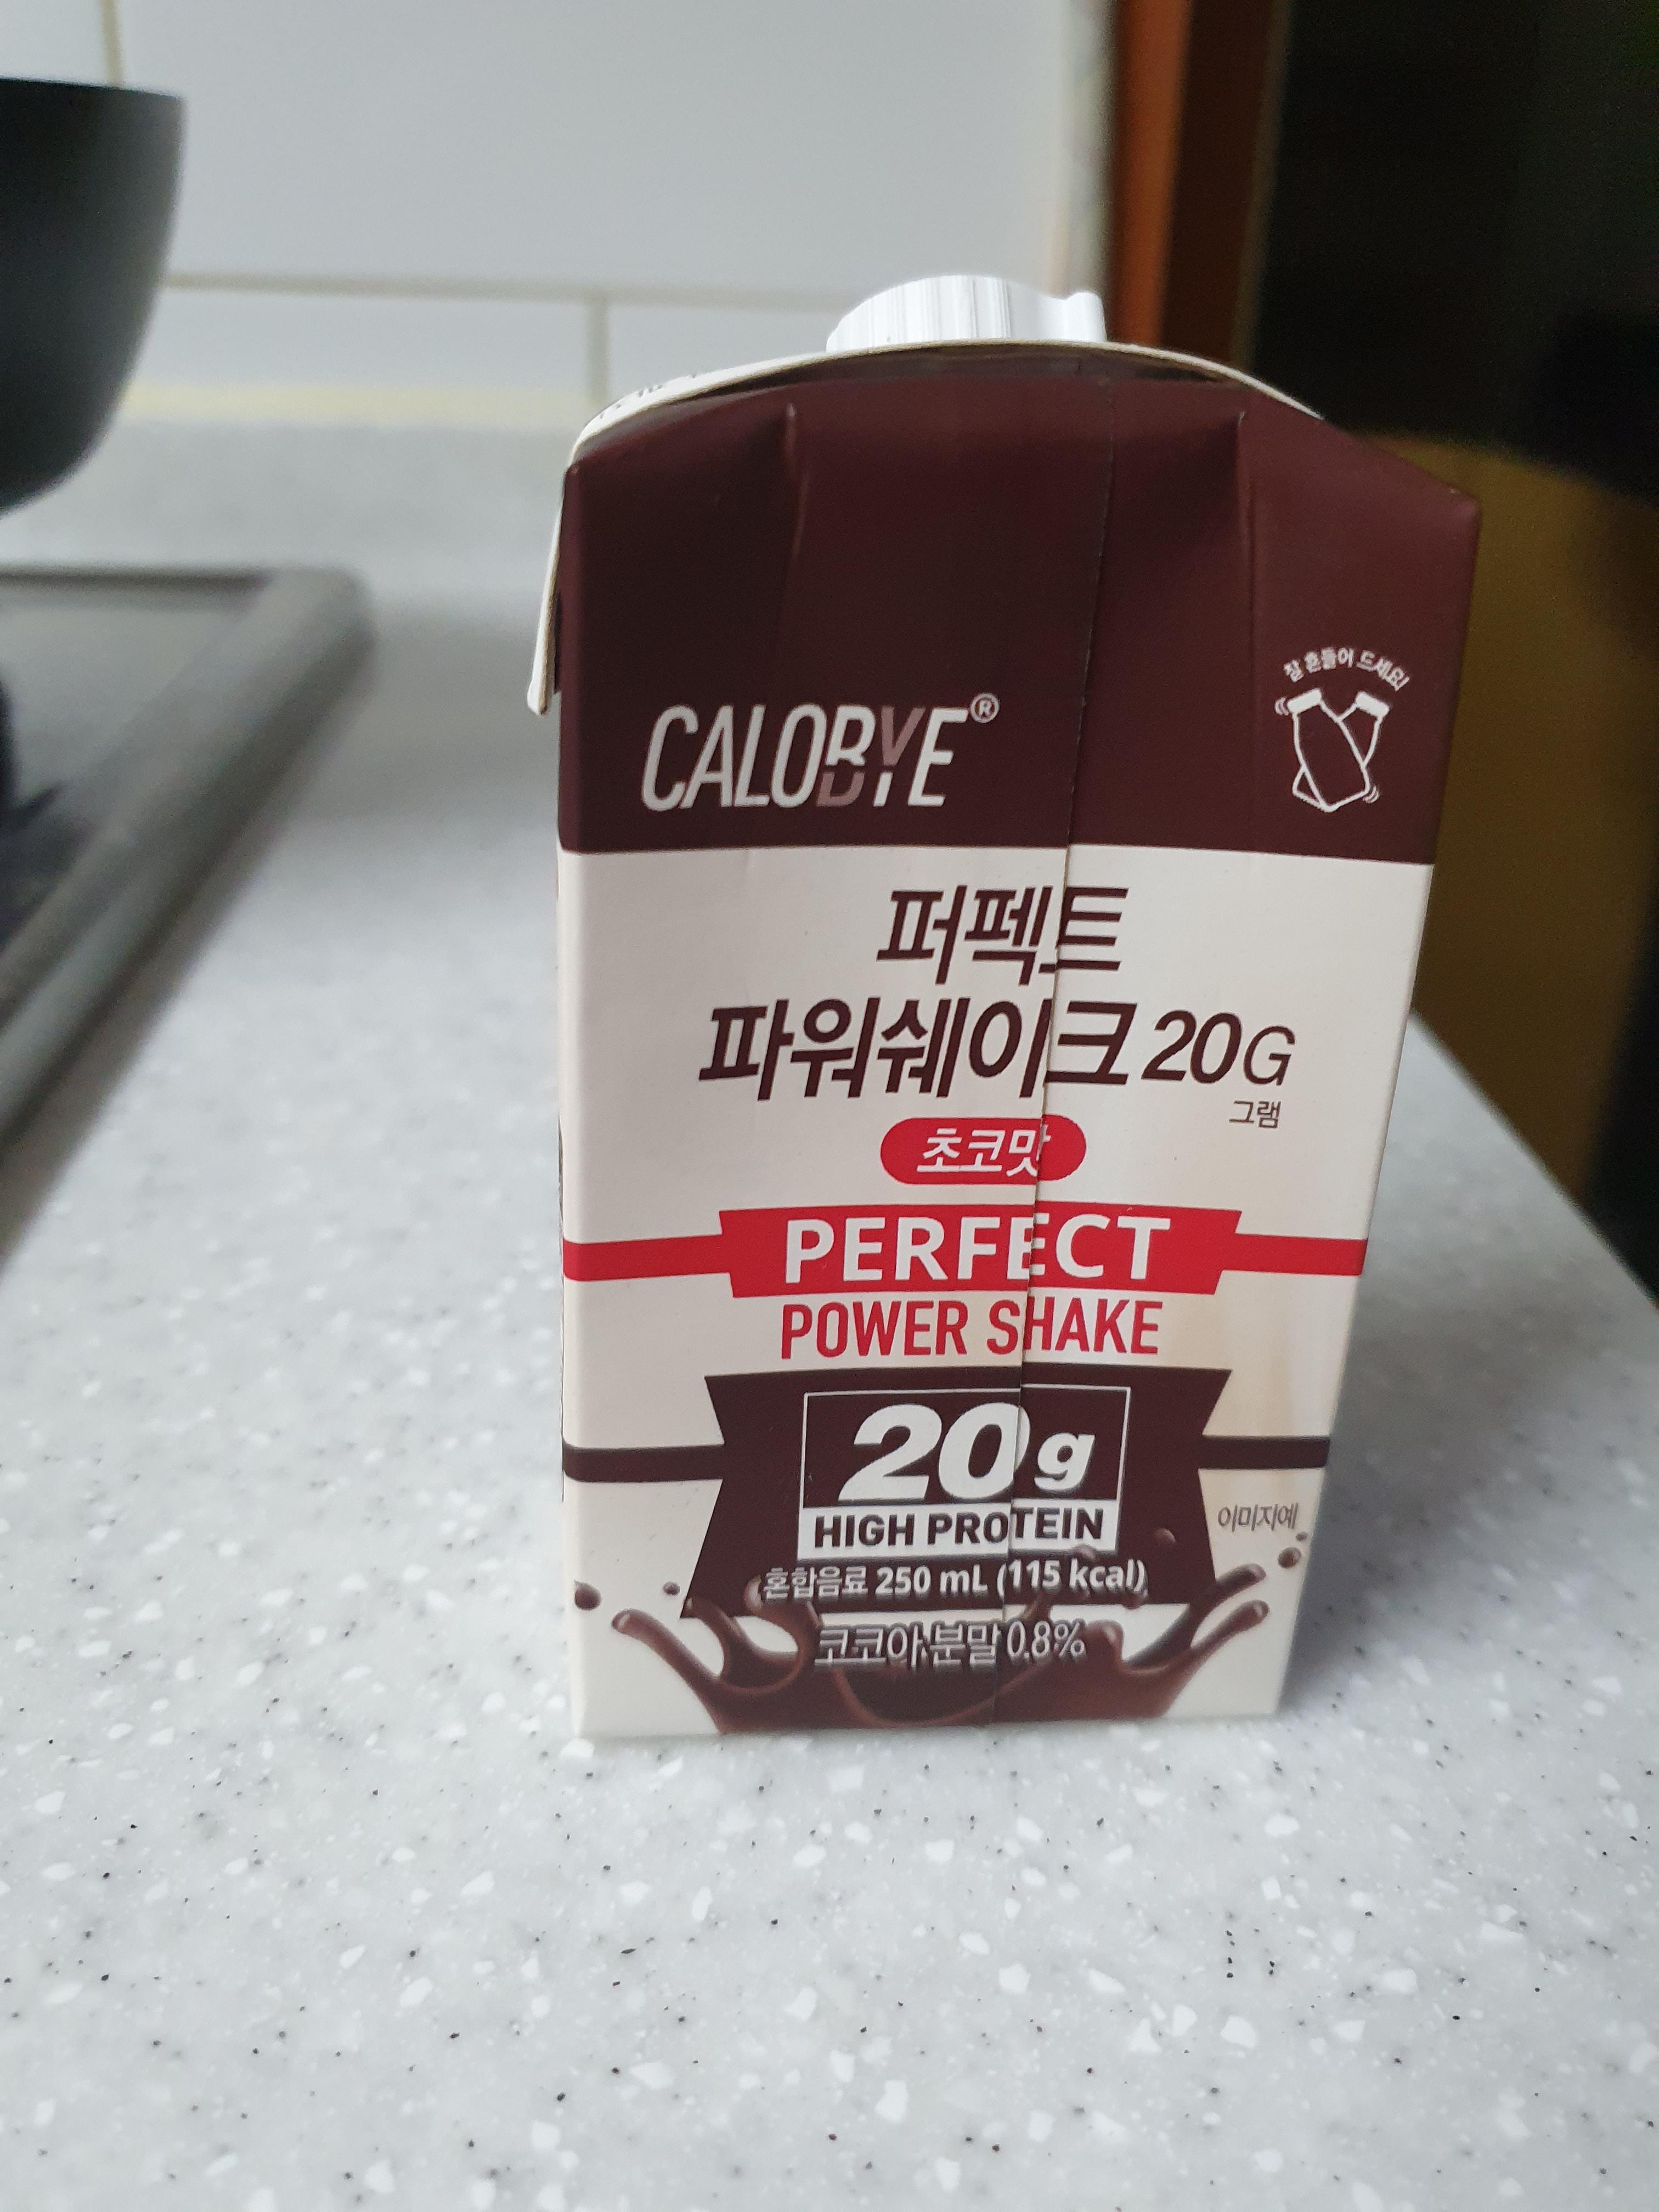 CALOBYE®
잘 흔들어 드세요!
퍼펙트
파워쉐이크 20G
그램
초코맛
PERFECT
POWER SHAKE
20g
HIGH PROTEIN
이미지예
혼합음료 250 mL (115 kcal)
코코아 분말 0.8%